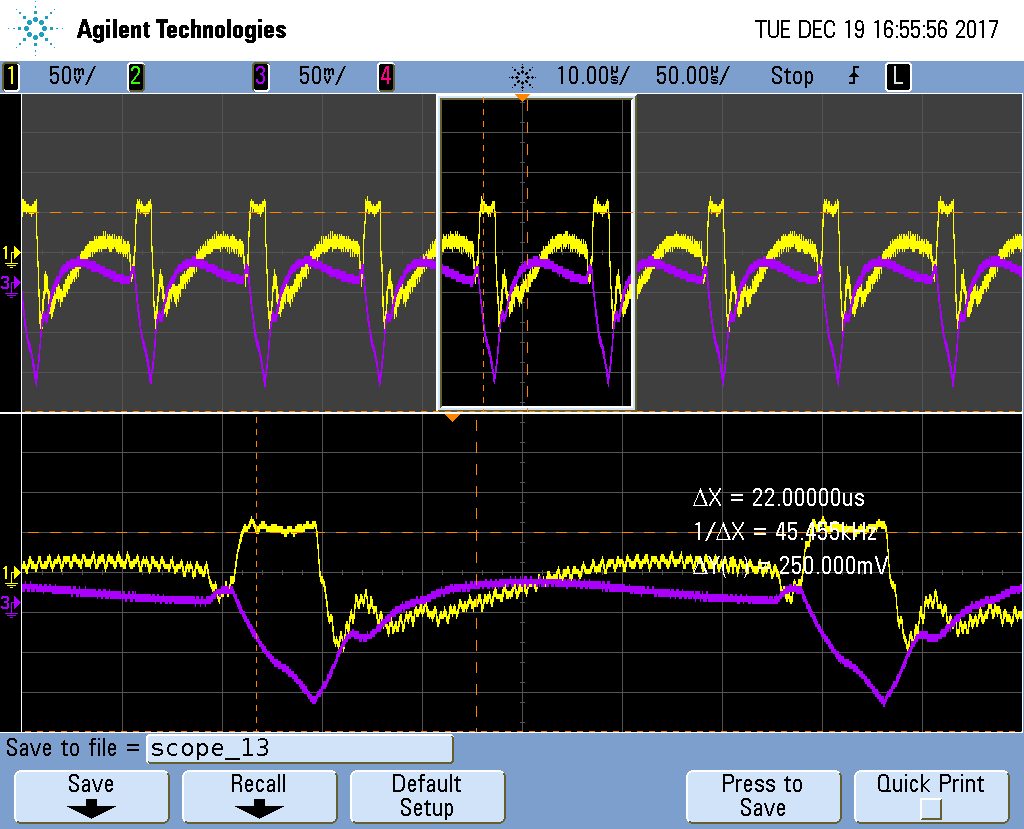 Agilent Technologies TUE DEC 19 16:55:56 2017
1 50mV/ 2 3 50mV/ 4 10.00us/ 50.00us/ Stop L
1
3
ΔX = 22.00000us
1/ΔX = 45.455kHz
= 250.000mV
1
3
Save to file = scope_13
Save Recall Default Setup Press to Save Quick Print